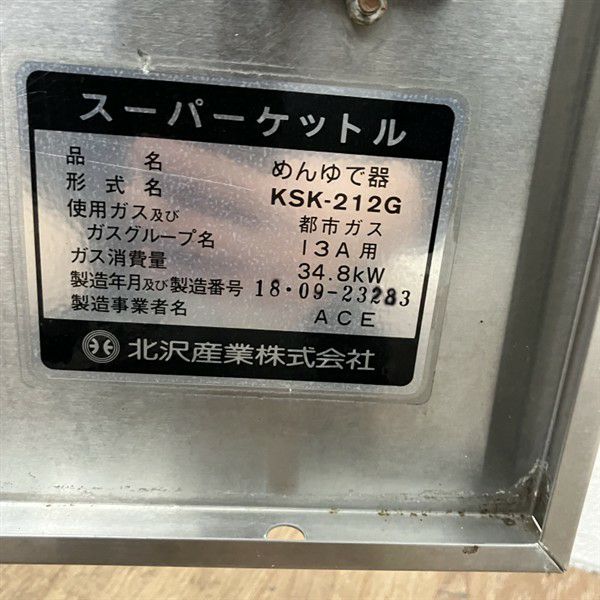 スーパーケットル
品名 めんゆで器
形式名 KSK-212G
使用ガス及び 都市ガス
ガスグループ名 13A用
ガス消費量 34.8kW
製造年月及び製造番号 18・09-23283
製造事業者名 ACE
北沢産業株式会社